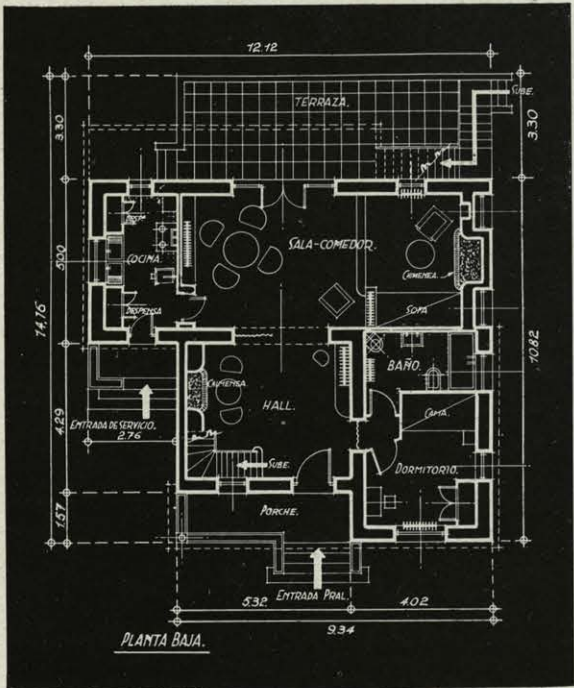 12.12
TERRAZA.
SUBE.
3.30
3.30
SALA-COMEDOR.
COCINA.
CHIMENEA.
5.00
SOFA
DESPENSA
14,16
10.82
BAÑO.
CHIMENEA.
HALL.
CAMA.
4.29
ENTRADA DE SERVICIO.
2.76
SUBE.
DORMITORIO.
PORCHE.
1.57
ENTRADA PRAL.
5.32
4.02
9.34
PLANTA BAJA.